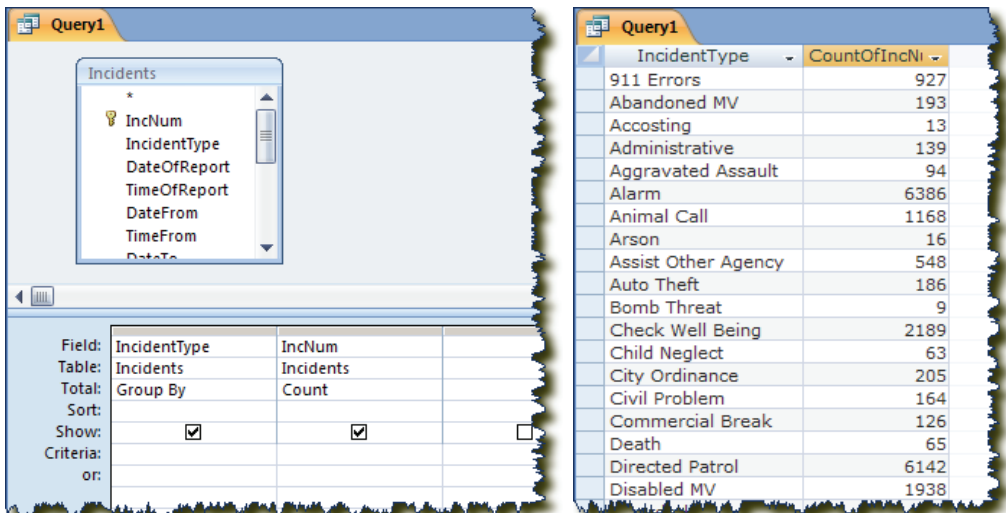 Query1
Incidents
*
IncNum
IncidentType
DateOfReport
TimeOfReport
DateFrom
TimeFrom
DateTo
Field: IncidentType IncNum
Table: Incidents Incidents
Total: Group By Count
Sort:
Show:
Criteria:
or:
Query1
IncidentType CountOfIncNu
911 Errors 927
Abandoned MV 193
Accosting 13
Administrative 139
Aggravated Assault 94
Alarm 6386
Animal Call 1168
Arson 16
Assist Other Agency 548
Auto Theft 186
Bomb Threat 9
Check Well Being 2189
Child Neglect 63
City Ordinance 205
Civil Problem 164
Commercial Break 126
Death 65
Directed Patrol 6142
Disabled MV 1938